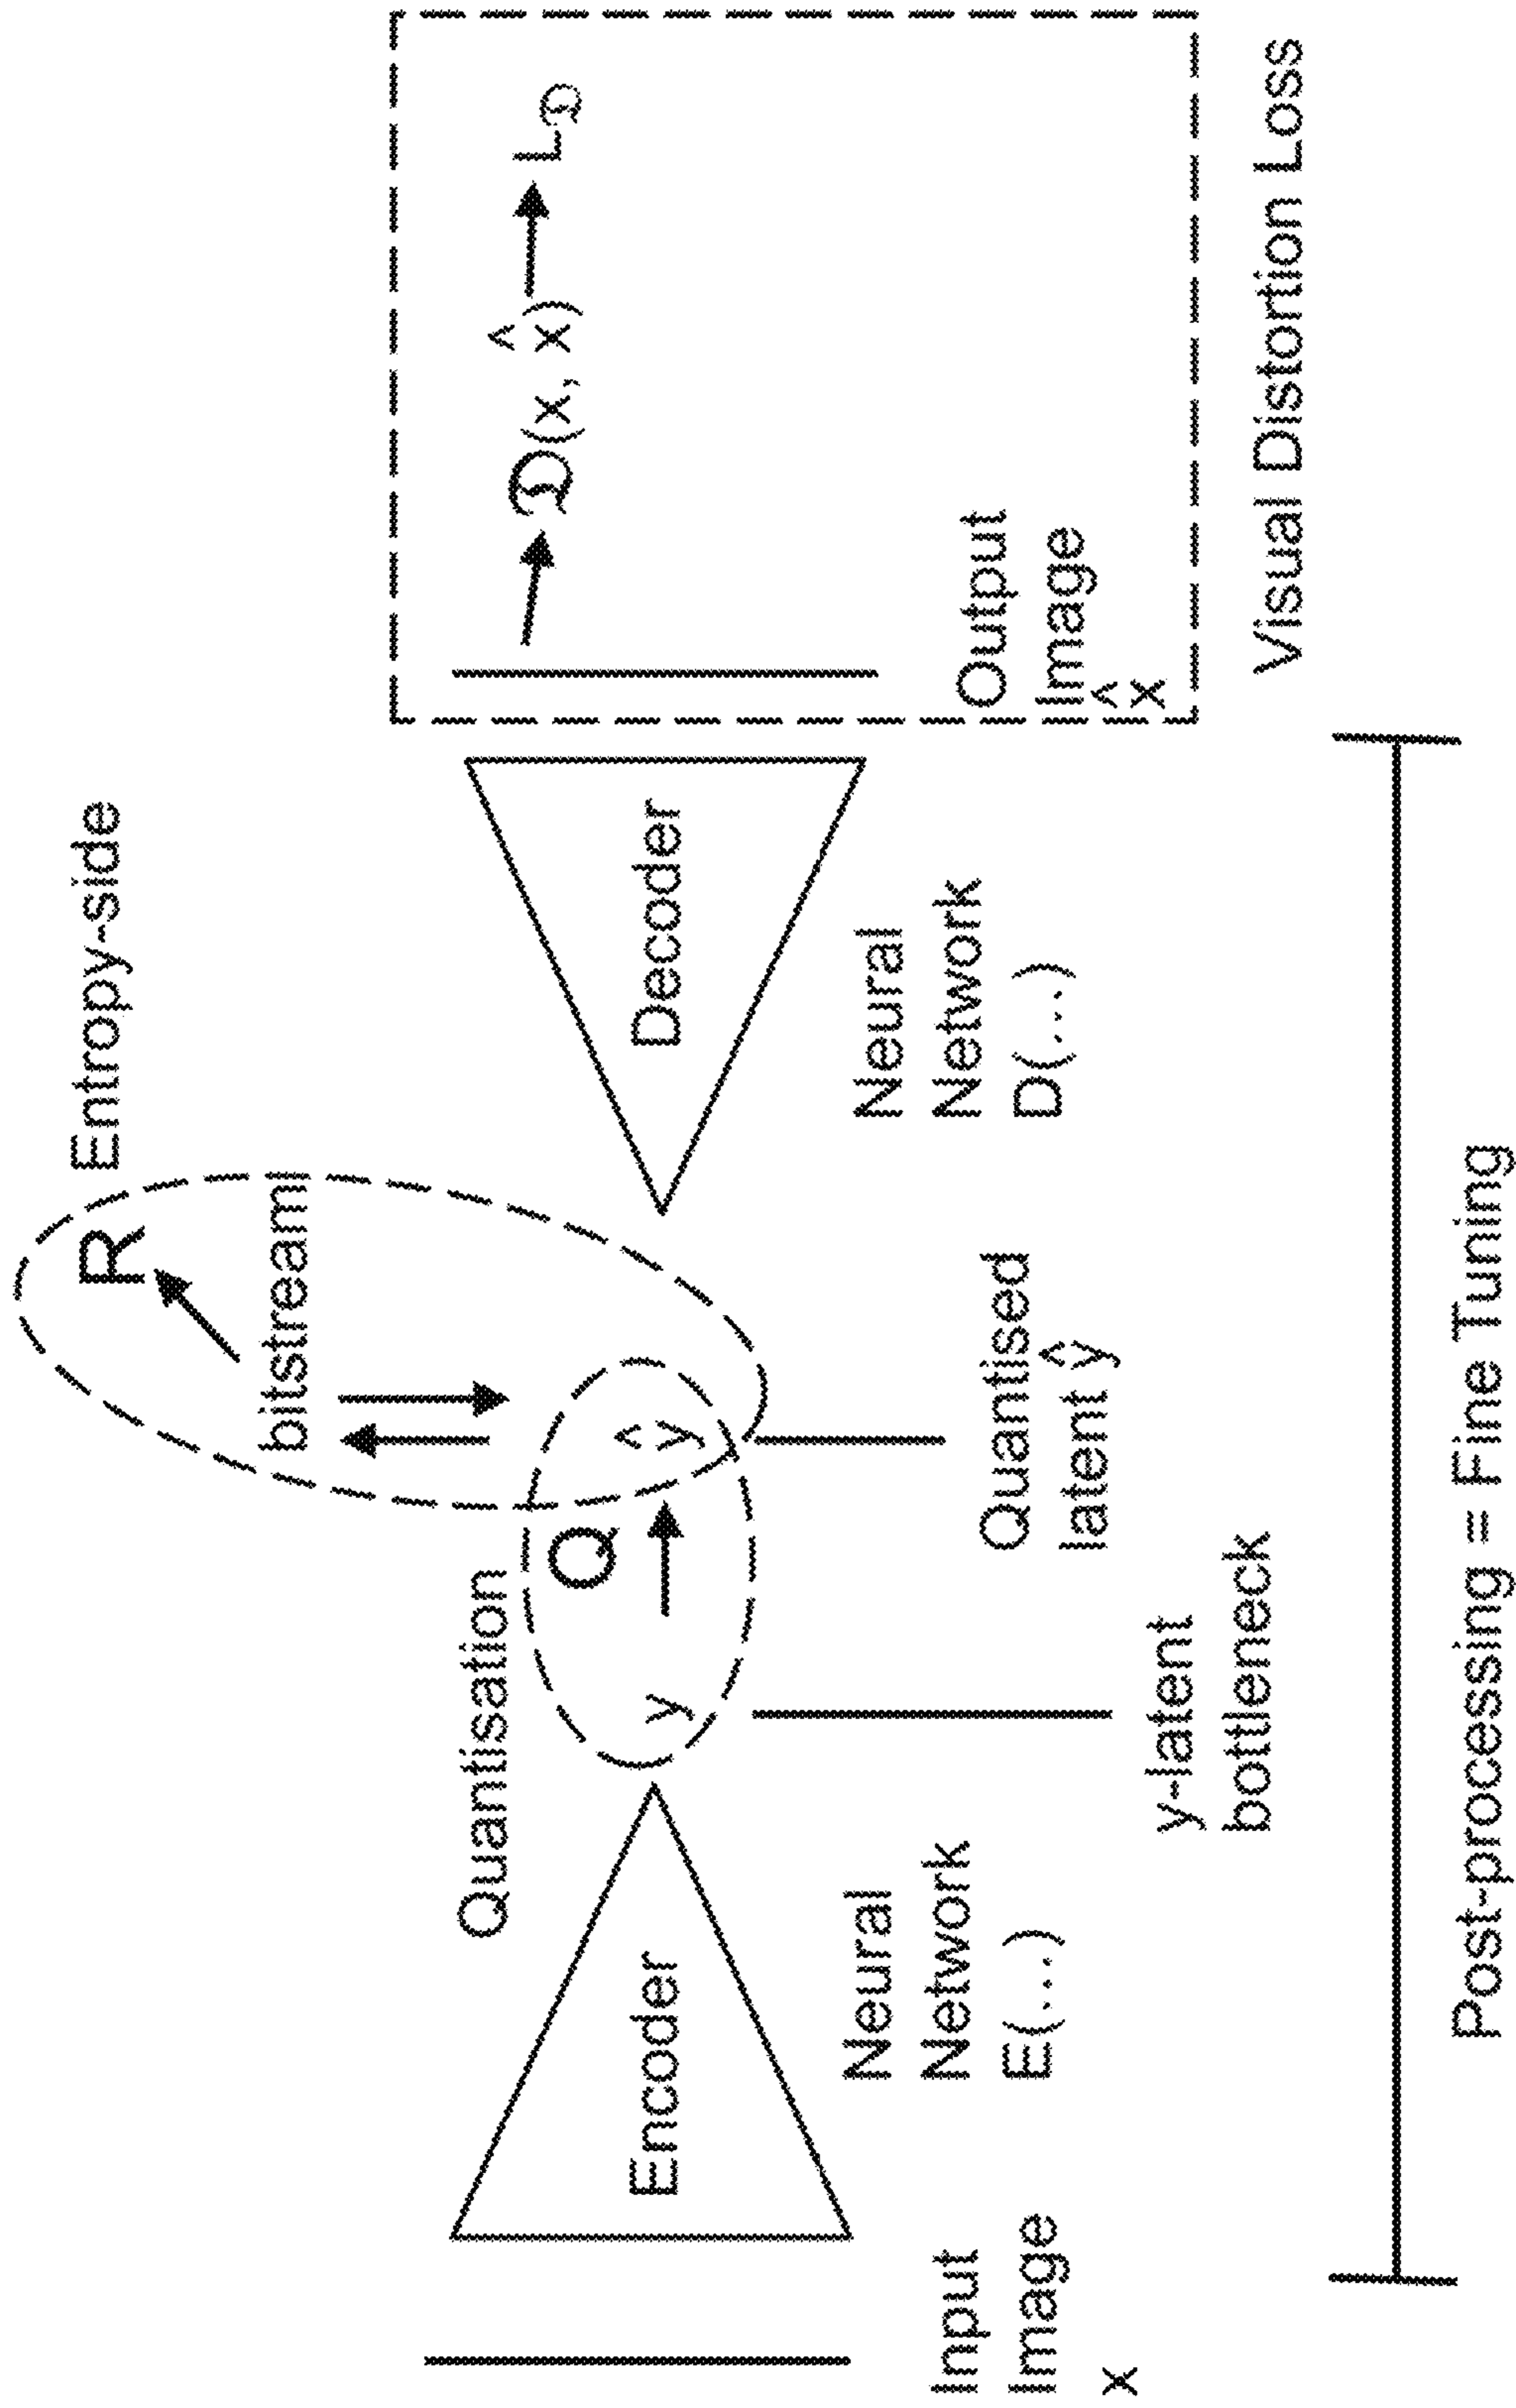 Entropy-side
R
bitstream
Quantisation
Q
y
ŷ
Encoder
Decoder
𝒟(x, x̂)
L𝒟
Input
Image
x
Neural
Network
E(...)
y-latent
bottleneck
Quantised
latent ŷ
Neural
Network
D(...)
Output
Image
x̂
Visual Distortion Loss
Post-processing = Fine Tuning